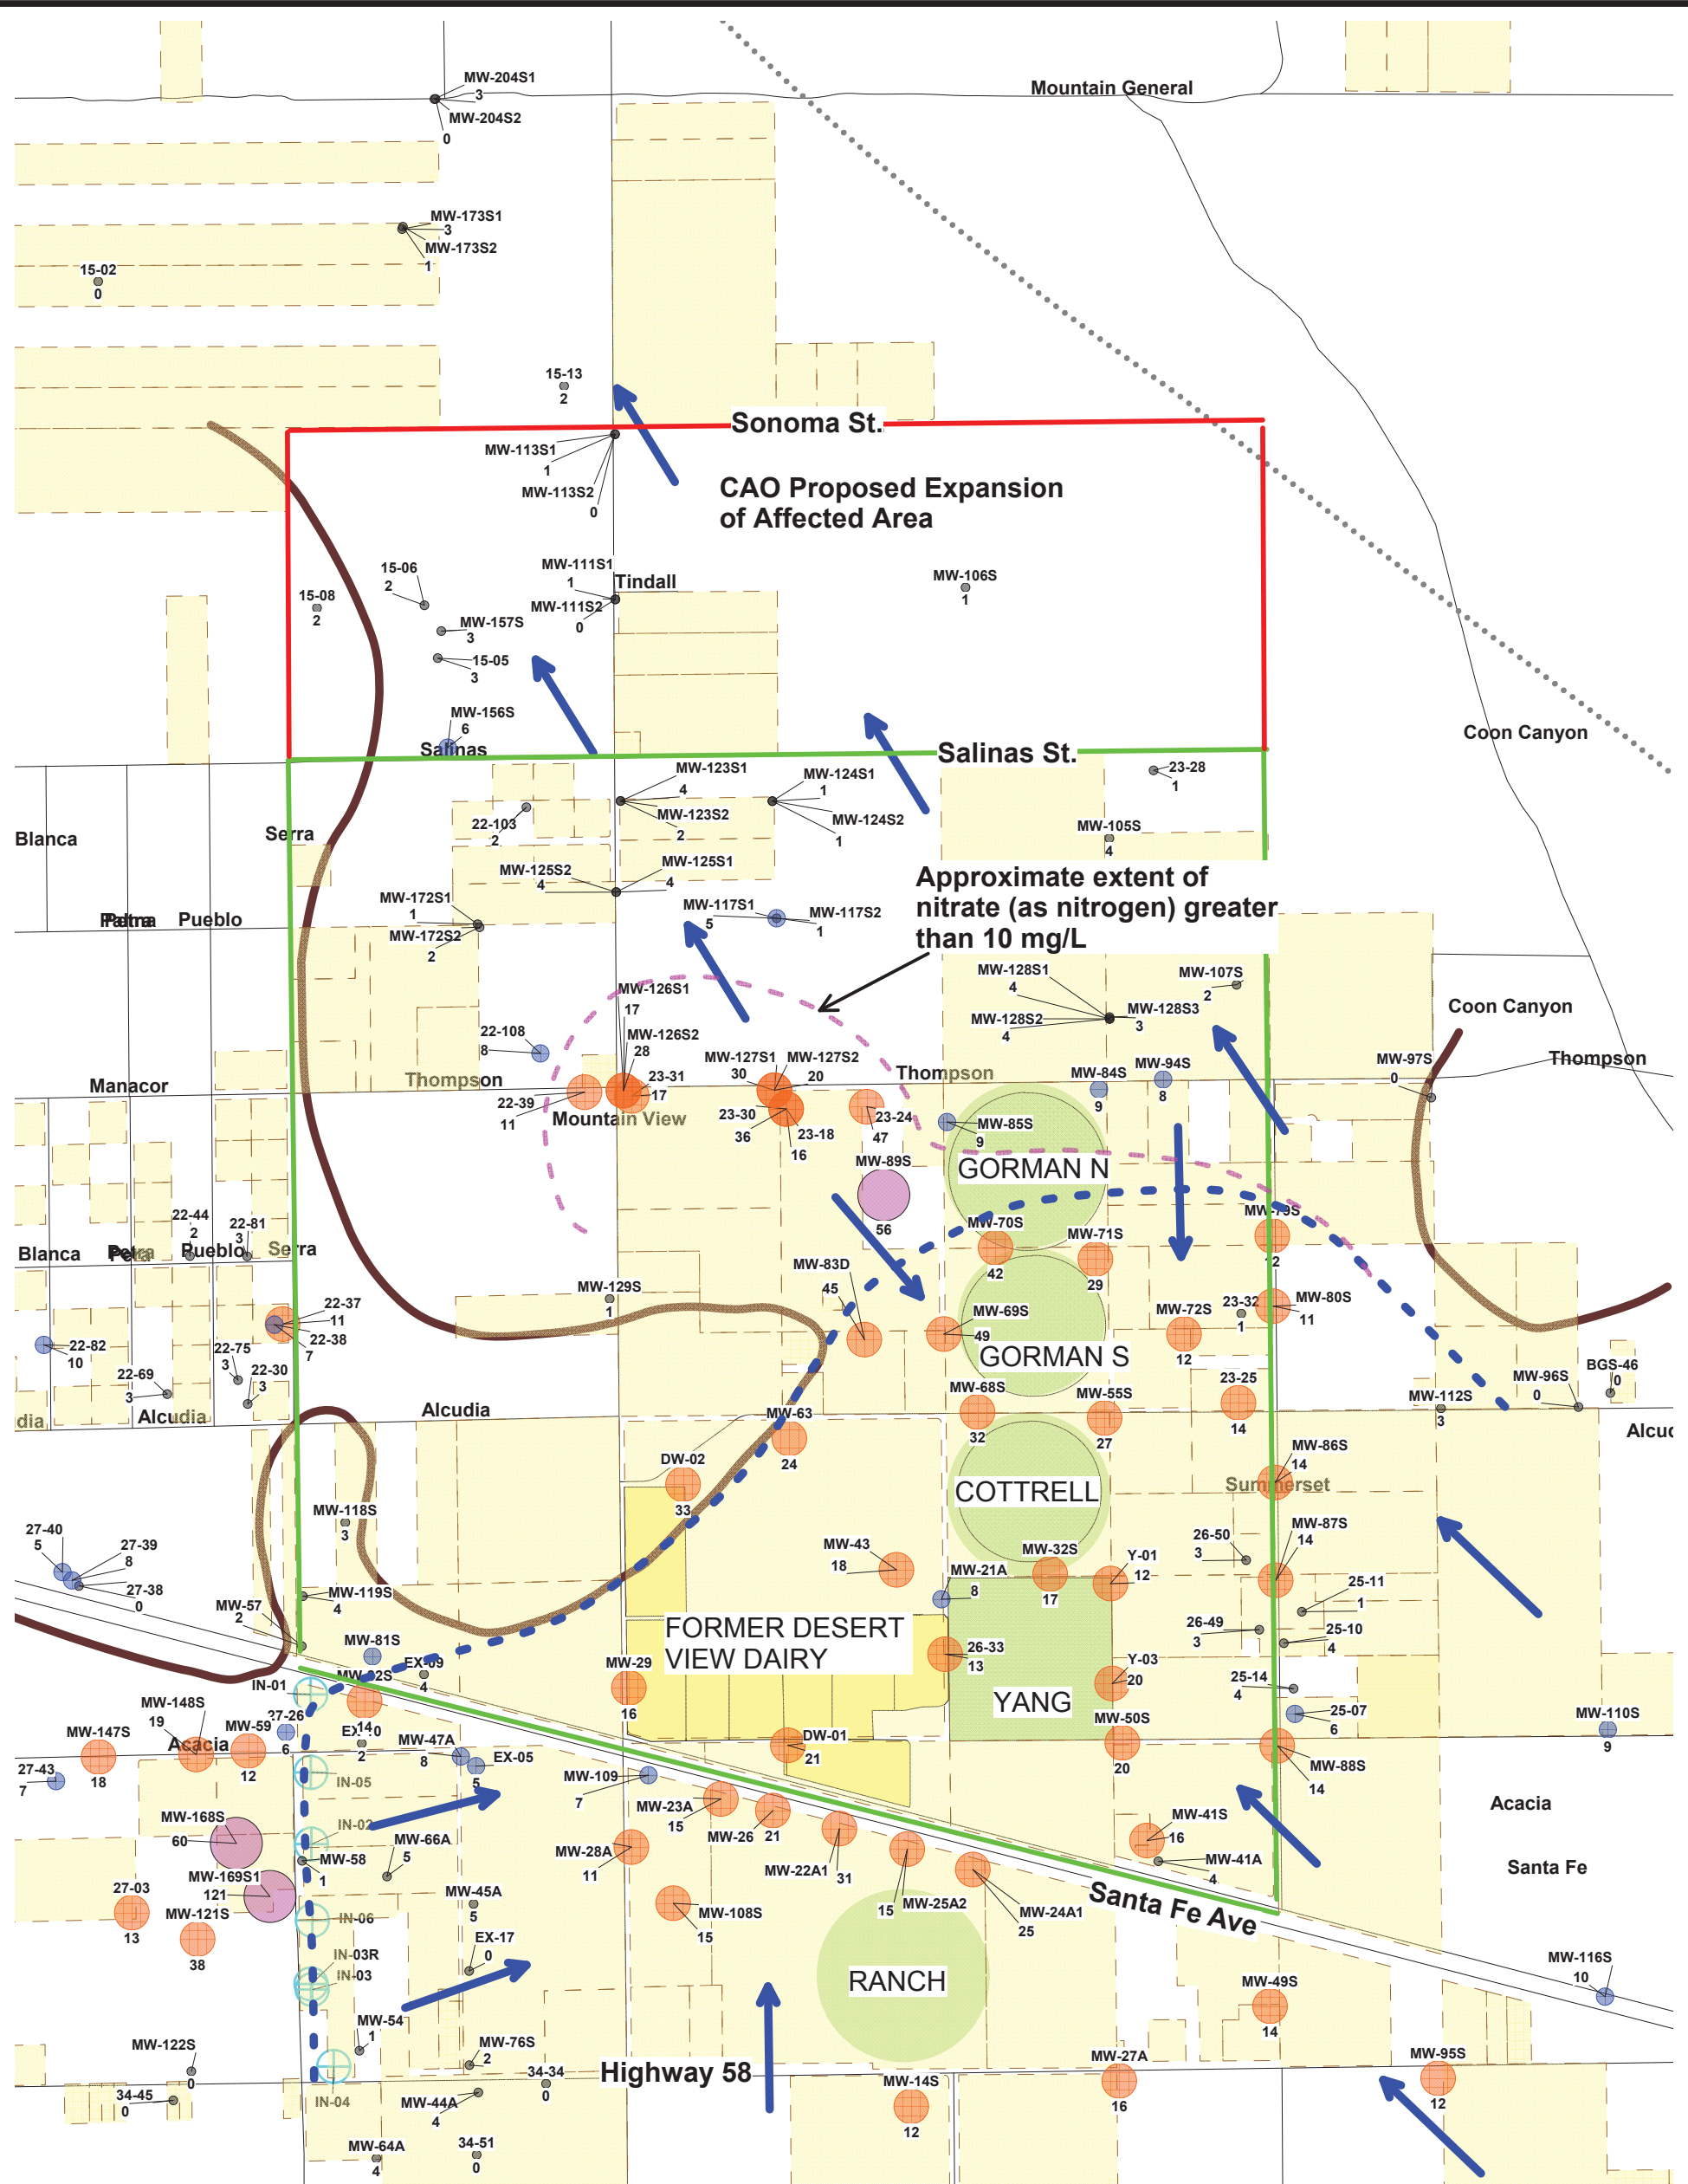 MW-204S1
3
MW-204S2
0
Mountain General
MW-173S1
3
MW-173S2
1
15-02
0
15-13
2
Sonoma St.
MW-113S1
1
MW-113S2
0
CAO Proposed Expansion
of Affected Area
15-06
2
15-08
2
MW-111S1
1
Tindall
MW-111S2
0
MW-106S
1
MW-157S
3
15-05
3
MW-156S
6
Salinas
Salinas St.
Coon Canyon
MW-123S1
4
MW-123S2
2
MW-124S1
1
MW-124S2
1
23-28
1
22-103
2
Blanca
Serra
MW-105S
4
MW-125S2
4
MW-125S1
4
Approximate extent of
nitrate (as nitrogen) greater
than 10 mg/L
MW-172S1
1
MW-172S2
2
MW-117S1
5
MW-117S2
1
Pueblo
MW-128S1
4
MW-128S2
4
MW-128S3
3
MW-107S
2
Coon Canyon
MW-126S1
17
MW-126S2
28
22-108
8
MW-127S1
30
MW-127S2
20
Thompson
MW-84S
9
MW-94S
8
MW-97S
0
Thompson
Manacor
Thompson
22-39
11
23-31
17
Mountain View
23-30
36
23-18
16
23-24
47
MW-85S
9
MW-89S
56
GORMAN N
22-44
2
22-81
3
Blanca
Pueblo
Serra
MW-70S
42
MW-71S
29
MW-79S
12
MW-83D
45
MW-129S
1
22-37
11
22-38
7
MW-69S
49
MW-72S
12
23-32
1
MW-80S
11
22-82
10
22-75
3
22-30
3
22-69
3
GORMAN S
BGS-46
0
MW-96S
0
MW-112S
3
MW-68S
32
MW-55S
27
23-25
14
dia
Alcudia
Alcudia
Alcud
MW-63
24
DW-02
33
MW-86S
14
Summerset
COTTRELL
MW-118S
3
27-40
5
27-39
8
27-38
0
MW-43
18
MW-32S
17
Y-01
12
26-50
3
MW-87S
14
MW-21A
8
25-11
1
MW-119S
4
MW-57
2
FORMER DESERT
VIEW DAIRY
26-33
13
26-49
3
25-10
4
MW-81S
EX-09
4
MW-29
16
Y-03
20
25-14
4
YANG
IN-01
14
MW-148S
19
MW-147S
18
MW-59
12
27-26
6
Acacia
2
MW-47A
8
EX-05
5
DW-01
21
MW-50S
20
25-07
6
MW-88S
14
MW-110S
9
27-43
7
IN-05
MW-109
7
MW-23A
15
MW-26
21
MW-22A1
31
MW-41S
16
MW-41A
4
Acacia
MW-168S
60
IN-02
MW-58
1
MW-66A
5
MW-28A
11
MW-25A2
15
MW-24A1
25
Santa Fe
Santa Fe Ave
MW-169S1
121
27-03
13
MW-121S
38
IN-06
MW-45A
5
MW-108S
15
EX-17
0
IN-03R
IN-03
RANCH
MW-116S
10
MW-49S
14
MW-54
1
MW-122S
0
MW-76S
2
34-34
0
Highway 58
MW-27A
16
MW-95S
12
34-45
0
IN-04
MW-44A
4
MW-14S
12
MW-64A
4
34-51
0